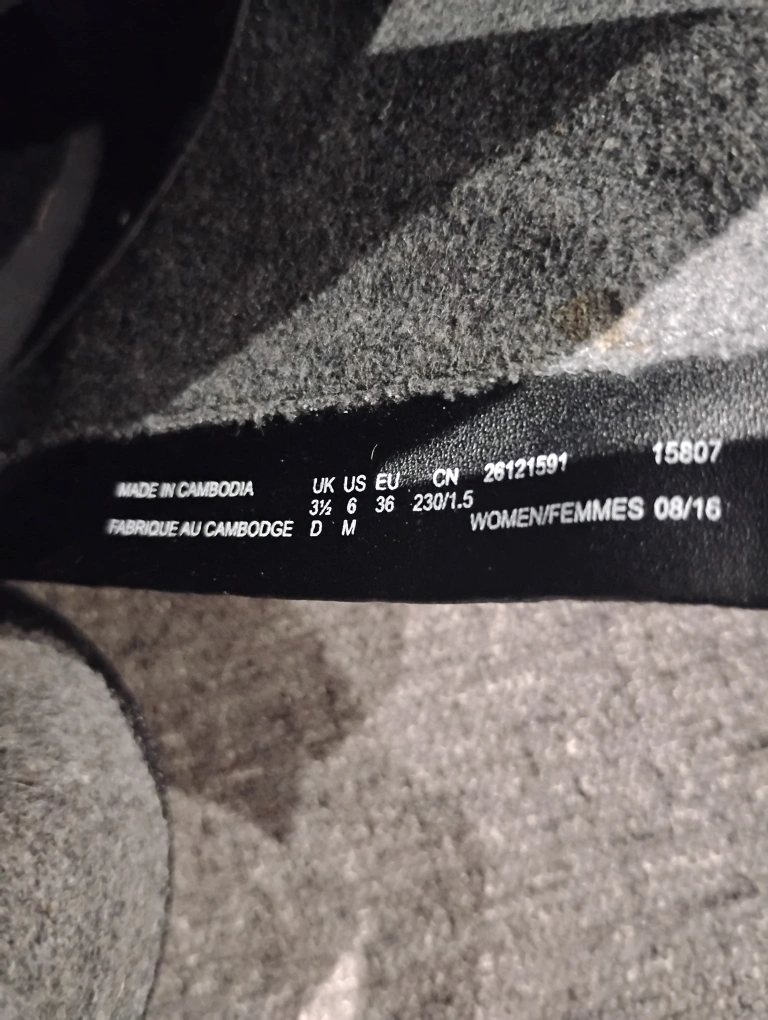 MADE IN CAMBODIA
FABRIQUE AU CAMBODGE
UK US EU CN 26121591 15807
3½ 6 36 230/1.5
D M WOMEN/FEMMES 08/16